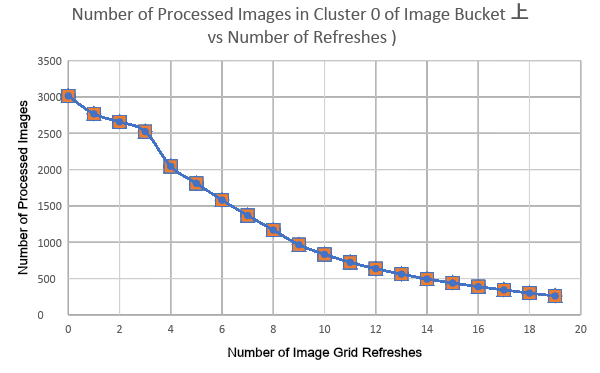 Number of Processed Images in Cluster 0 of Image Bucket 上
vs Number of Refreshes )
Number of Processed Images
3500
3000
2500
2000
1500
1000
500
0
0 2 4 6 8 10 12 14 16 18 20
Number of Image Grid Refreshes